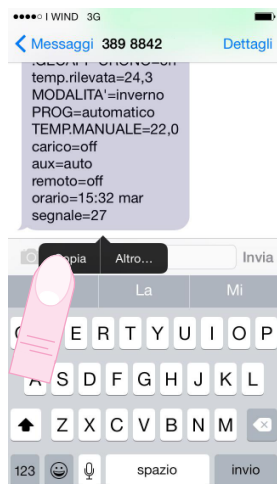 I WIND 3G
Messaggi 389 8842 Dettagli
temp.rilevata=24,3
MODALITA'=inverno
PROG=automatico
TEMP.MANUALE=22,0
carico=off
aux=auto
remoto=off
orario=15:32 mar
segnale=27
Copia Altro... Invia
La Mi
E R T Y U I O P
A S D F G H J K L
Z X C V B N M
123 spazio invio